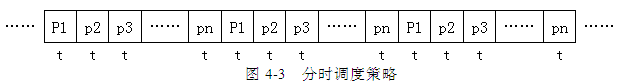 …… P1 p2 p3 …… pn P1 p2 p3 …… pn P1 p2 p3 …… pn ……
t t t t t t t t t t t t
图 4-3 分时调度策略